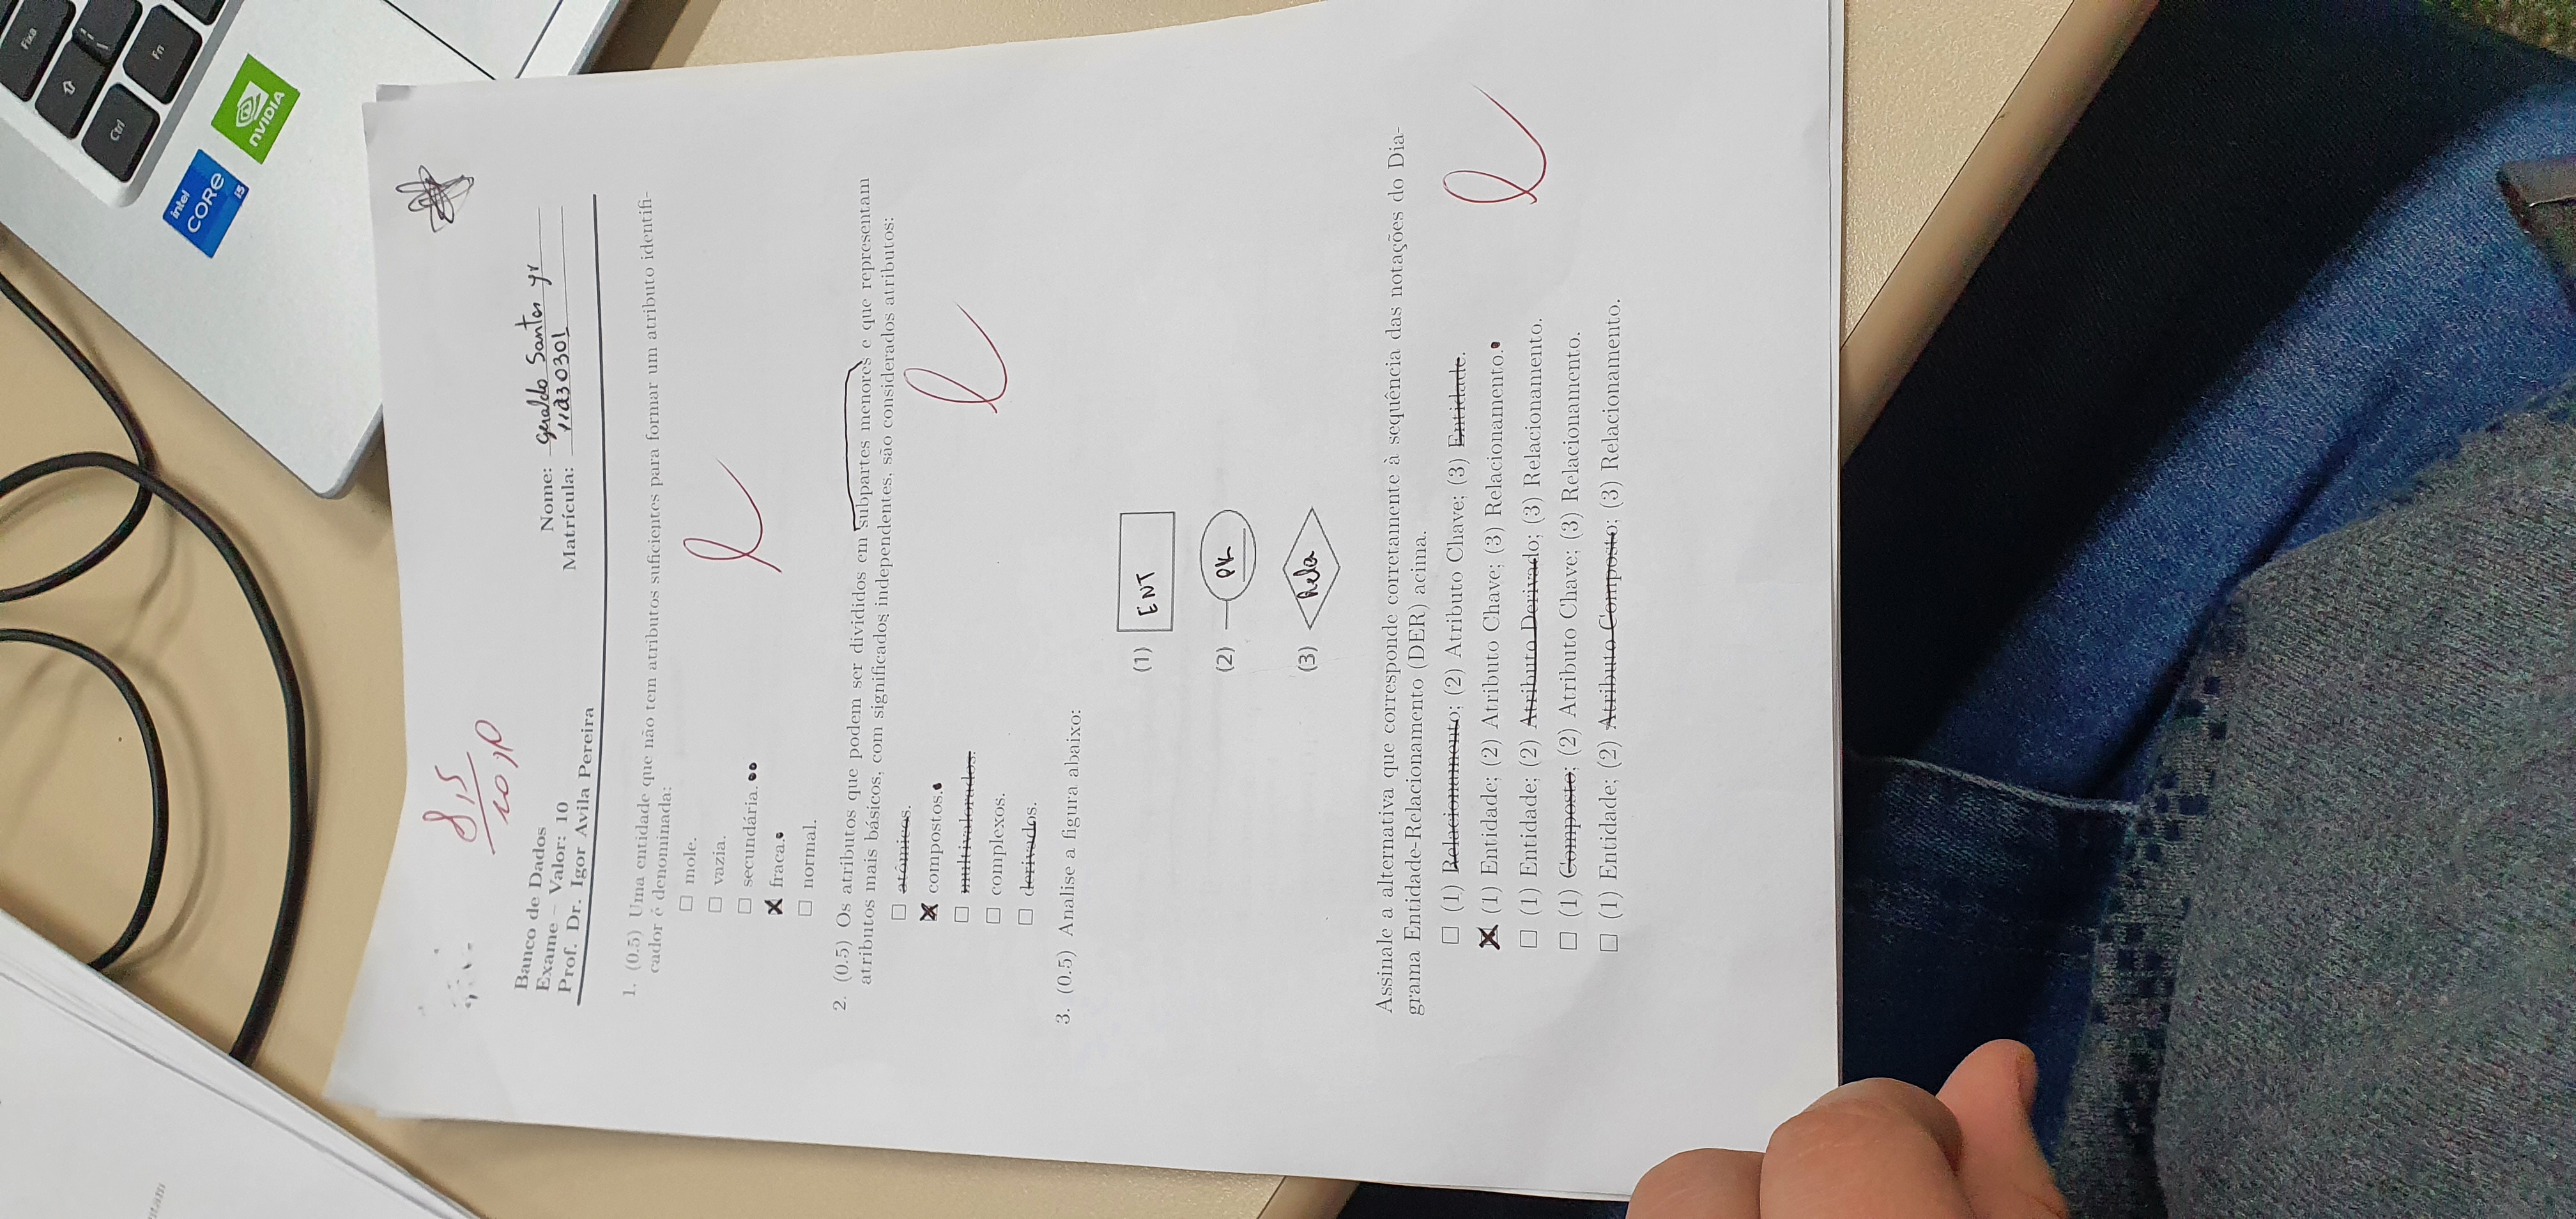 Fixa
Ctrl
Fn
intel
CORE
i5
NVIDIA
8,5
10,0
Banco de Dados
Exame – Valor: 10
Prof. Dr. Igor Avila Pereira
Nome: Geraldo Santos Jr
Matrícula: 11230301
1. (0.5) Uma entidade que não tem atributos suficientes para formar um atributo identifi-
cador é denominada:
mole.
vazia.
secundária.
fraca.
normal.
2. (0.5) Os atributos que podem ser divididos em subpartes menores e que representam
atributos mais básicos, com significados independentes, são considerados atributos:
atômicos.
compostos.
multivalorados.
complexos.
derivados.
3. (0.5) Analise a figura abaixo:
(1) ENT
(2) PK
(3) Rela
Assinale a alternativa que corresponde corretamente à sequência das notações do Dia-
grama Entidade-Relacionamento (DER) acima.
(1) Relacionamento; (2) Atributo Chave; (3) Entidade.
(1) Entidade; (2) Atributo Chave; (3) Relacionamento.
(1) Entidade; (2) Atributo Derivado; (3) Relacionamento.
(1) Composto; (2) Atributo Chave; (3) Relacionamento.
(1) Entidade; (2) Atributo Composto; (3) Relacionamento.